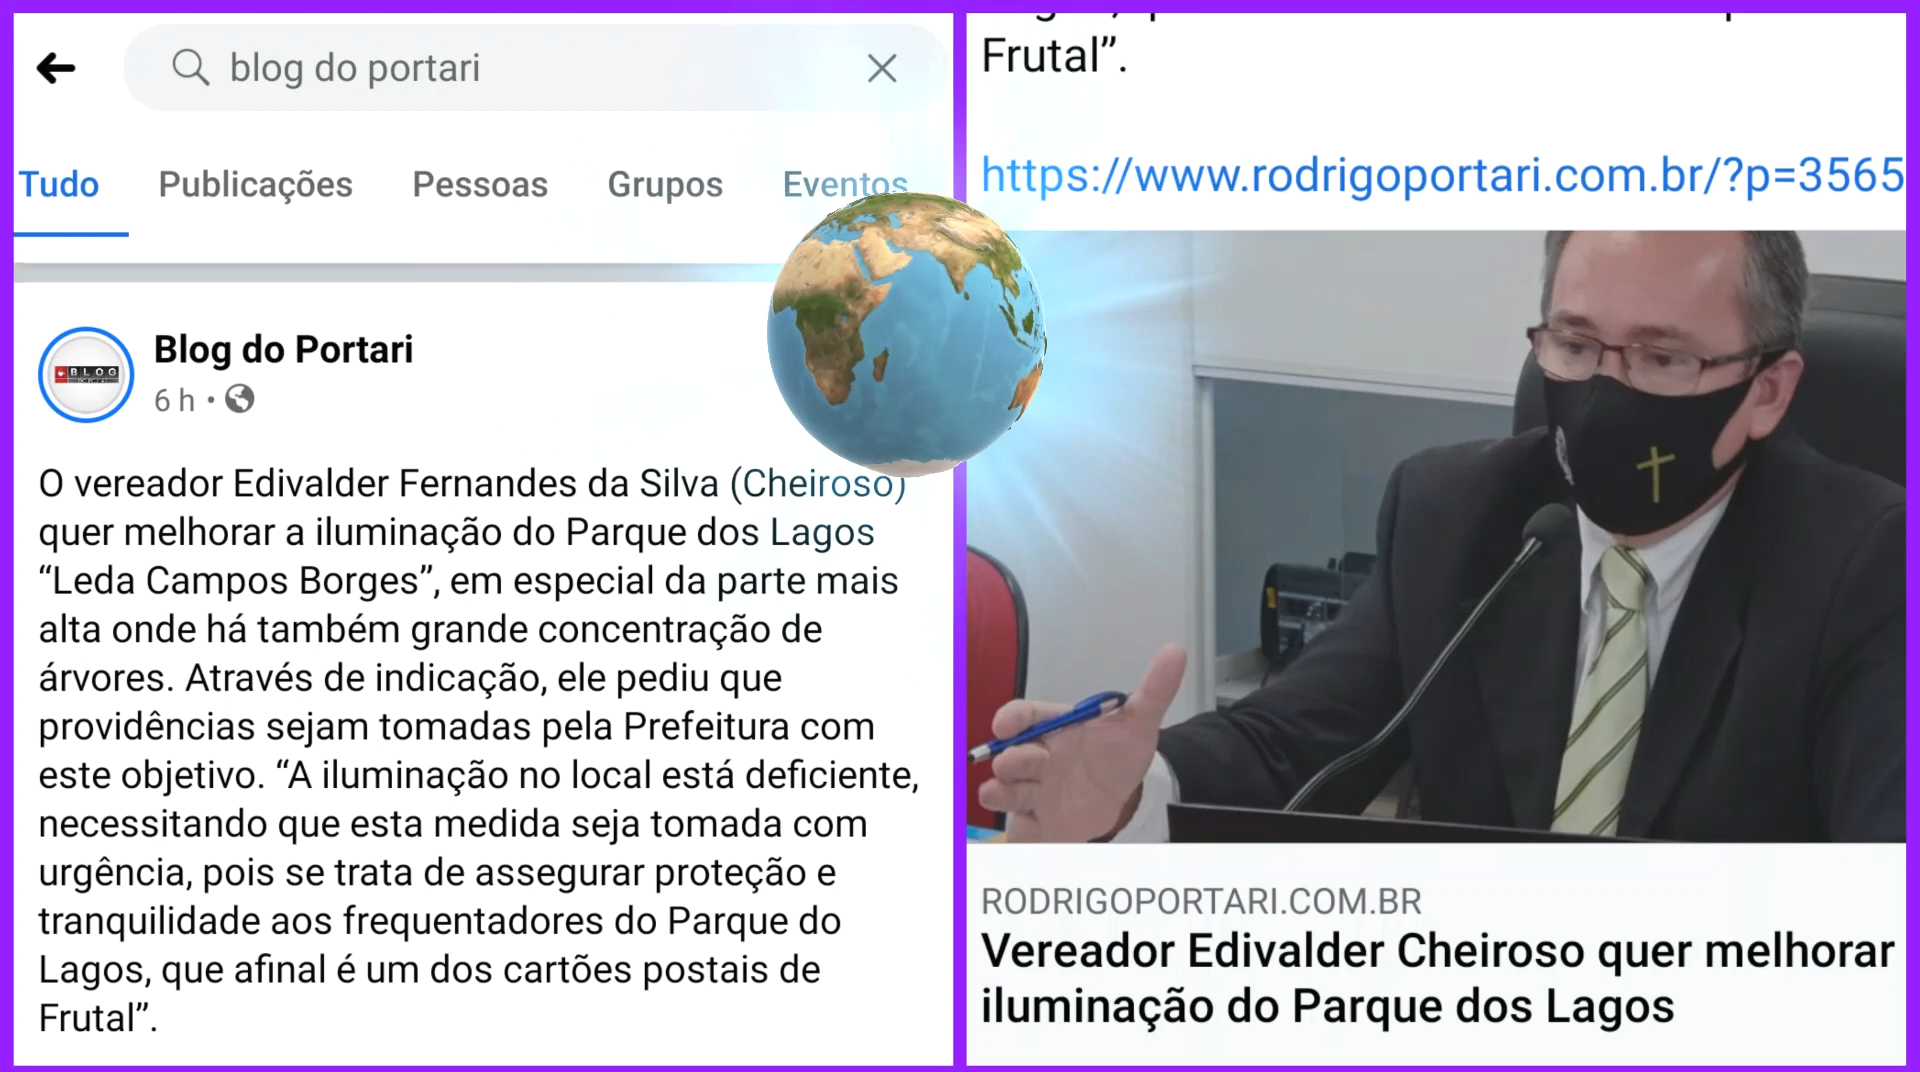 blog do portari
Tudo Publicações Pessoas Grupos Eventos
BLOG
Blog do Portari
6 h
O vereador Edivalder Fernandes da Silva (Cheiroso)
quer melhorar a iluminação do Parque dos Lagos
“Leda Campos Borges”, em especial da parte mais
alta onde há também grande concentração de
árvores. Através de indicação, ele pediu que
providências sejam tomadas pela Prefeitura com
este objetivo. “A iluminação no local está deficiente,
necessitando que esta medida seja tomada com
urgência, pois se trata de assegurar proteção e
tranquilidade aos frequentadores do Parque do
Lagos, que afinal é um dos cartões postais de
Frutal”.
Frutal”.
https://www.rodrigoportari.com.br/?p=3565
RODRIGOPORTARI.COM.BR
Vereador Edivalder Cheiroso quer melhorar
iluminação do Parque dos Lagos